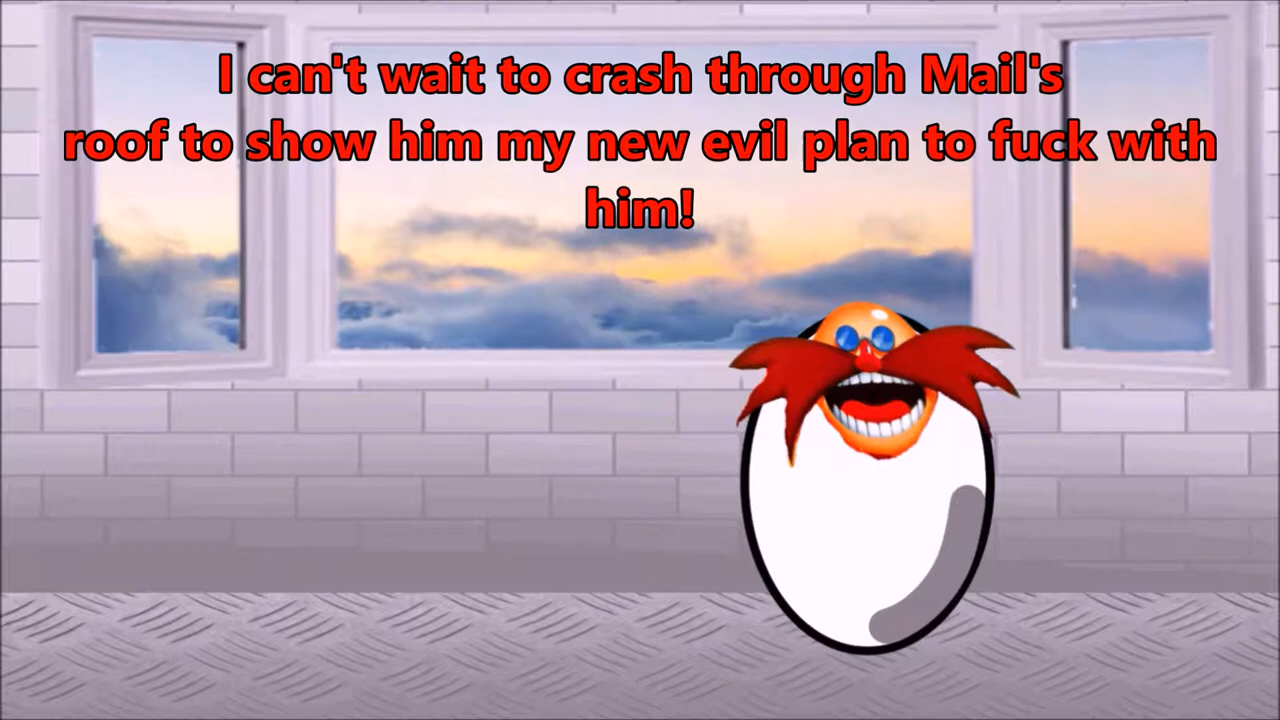 I can't wait to crash through Mail's
roof to show him my new evil plan to fuck with
him!